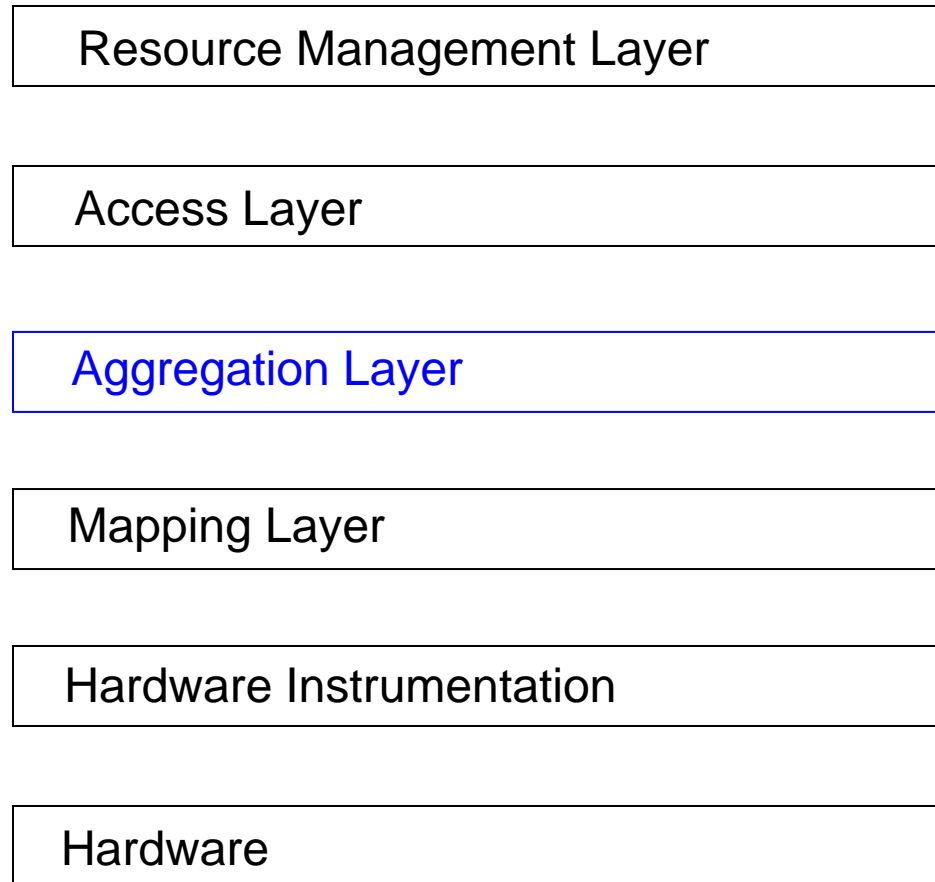 Resource Management Layer
Access Layer
Aggregation Layer
Mapping Layer
Hardware Instrumentation
Hardware